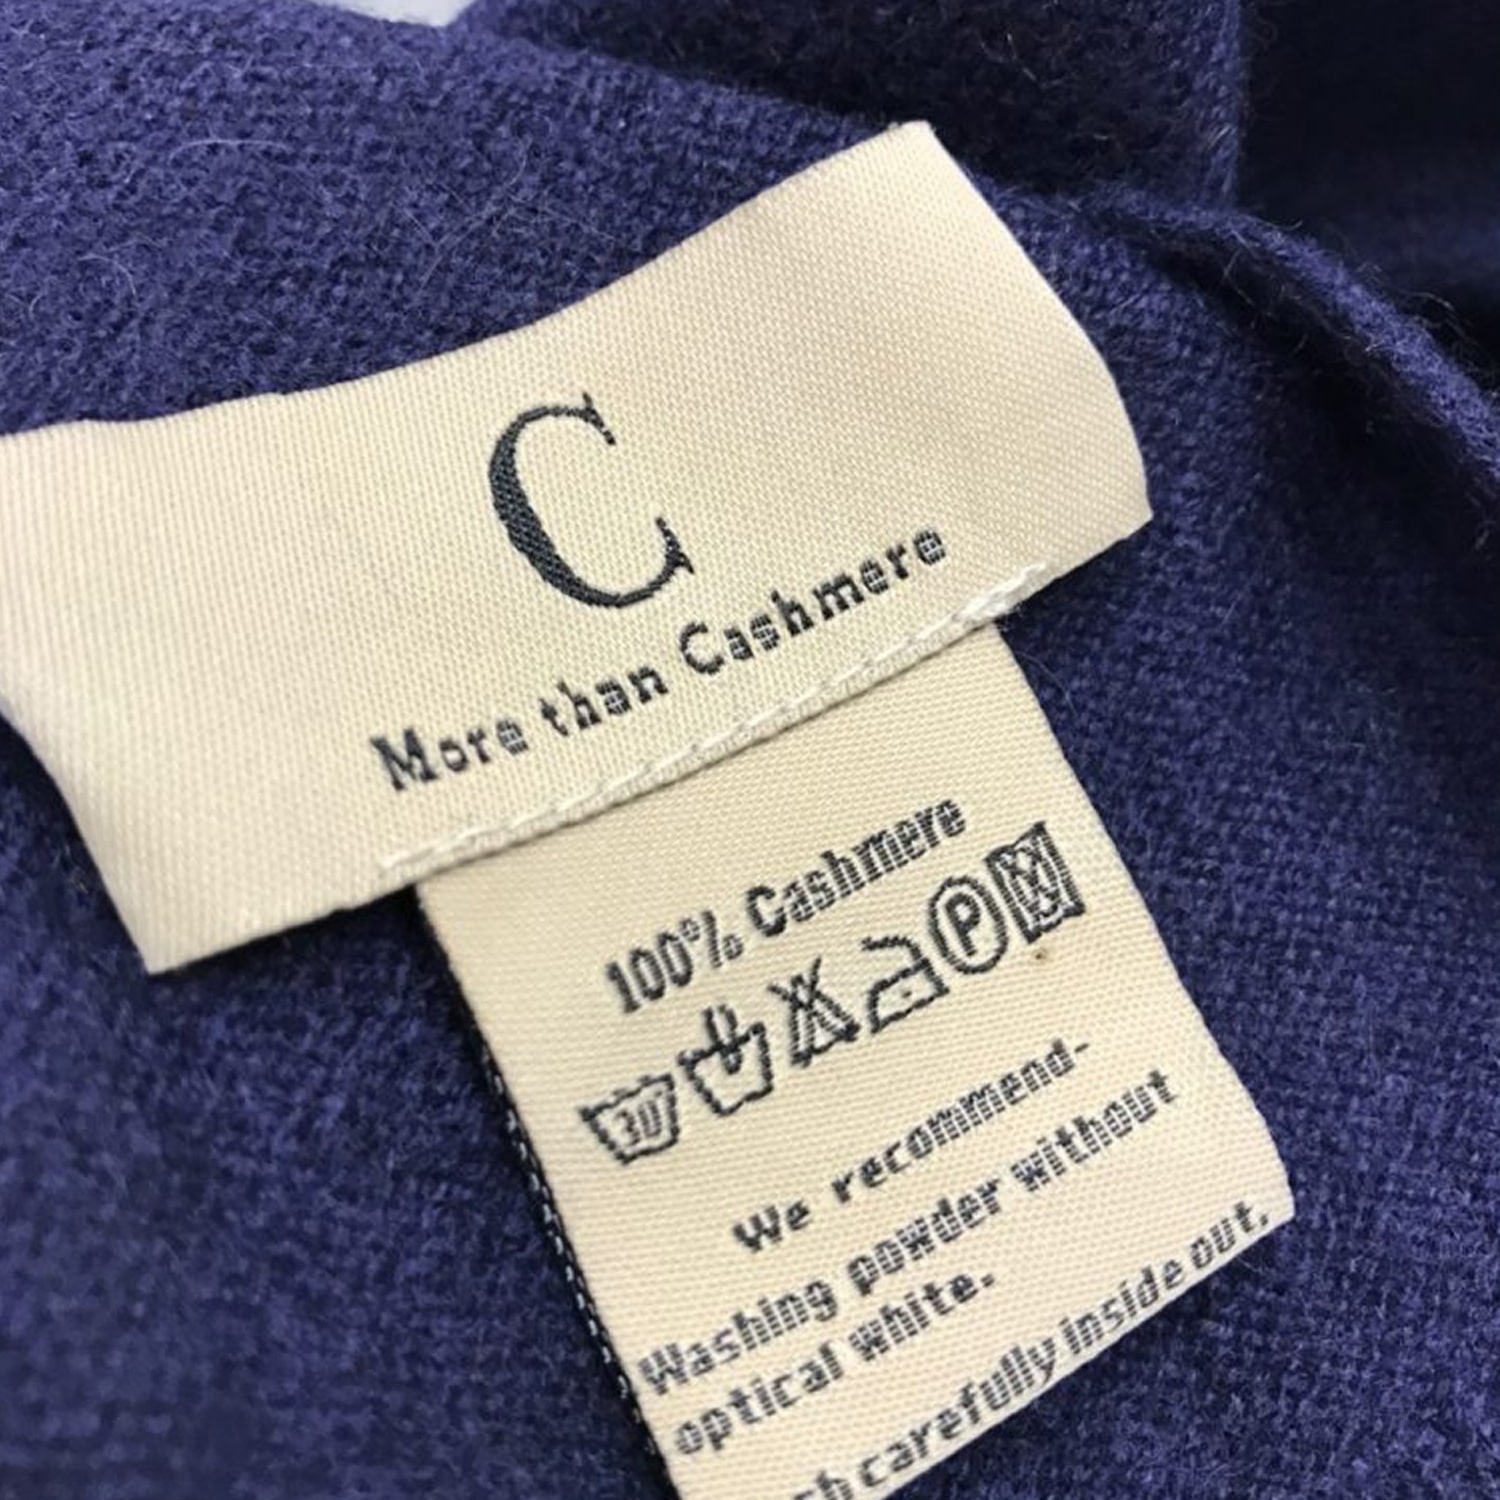 C
More than Cashmere
100% Cashmere
30 P
We recommend-
Washing powder without
optical white.
carefully inside out,